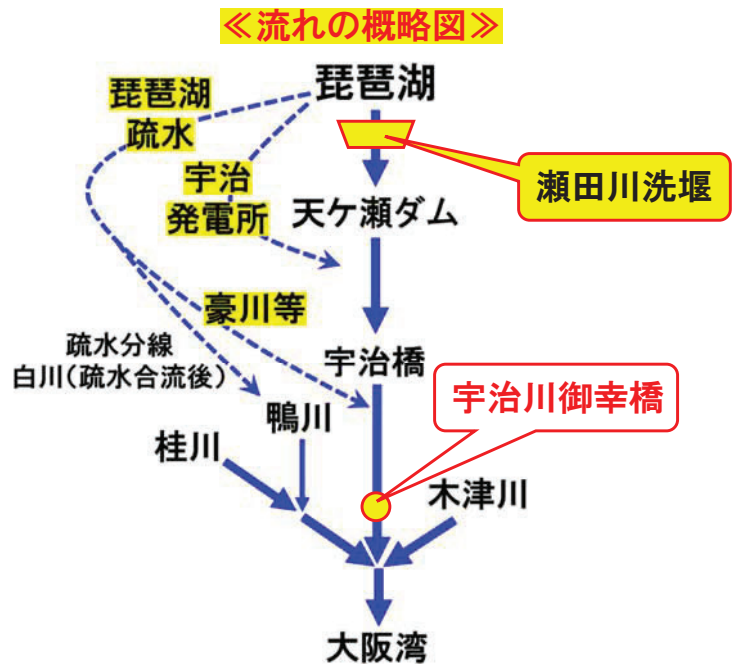 ≪流れの概略図≫
琵琶湖
琵琶湖
疏水
瀬田川洗堰
宇治
発電所
天ケ瀬ダム
豪川等
疏水分線
白川(疏水合流後)
宇治橋
宇治川御幸橋
鴨川
桂川
木津川
大阪湾